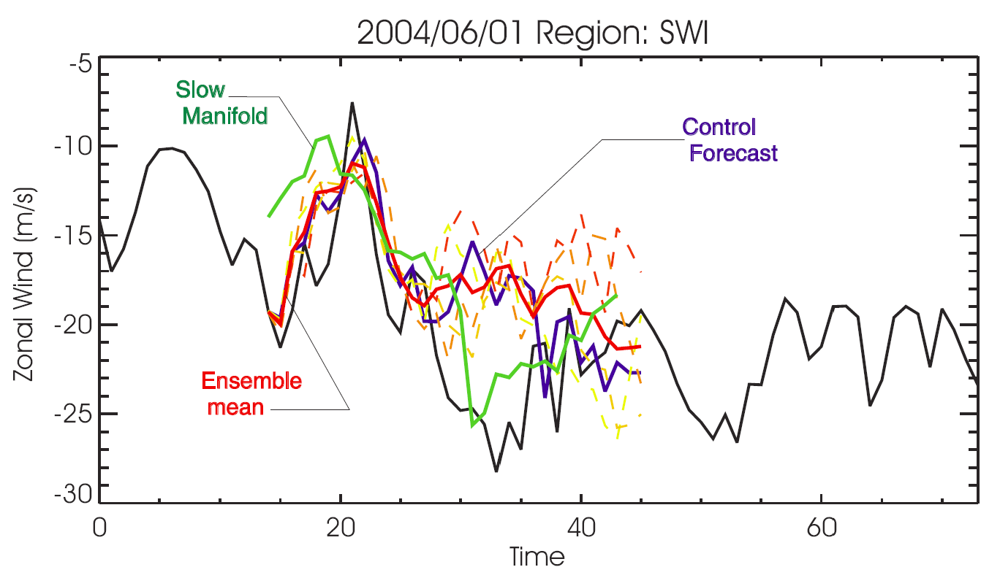 2004/06/01 Region: SWI
-5
Slow
Manifold
Control
Forecast
-10
-15
Zonal Wind (m/s)
-20
Ensemble
mean
-25
-30
0 20 40 60
Time